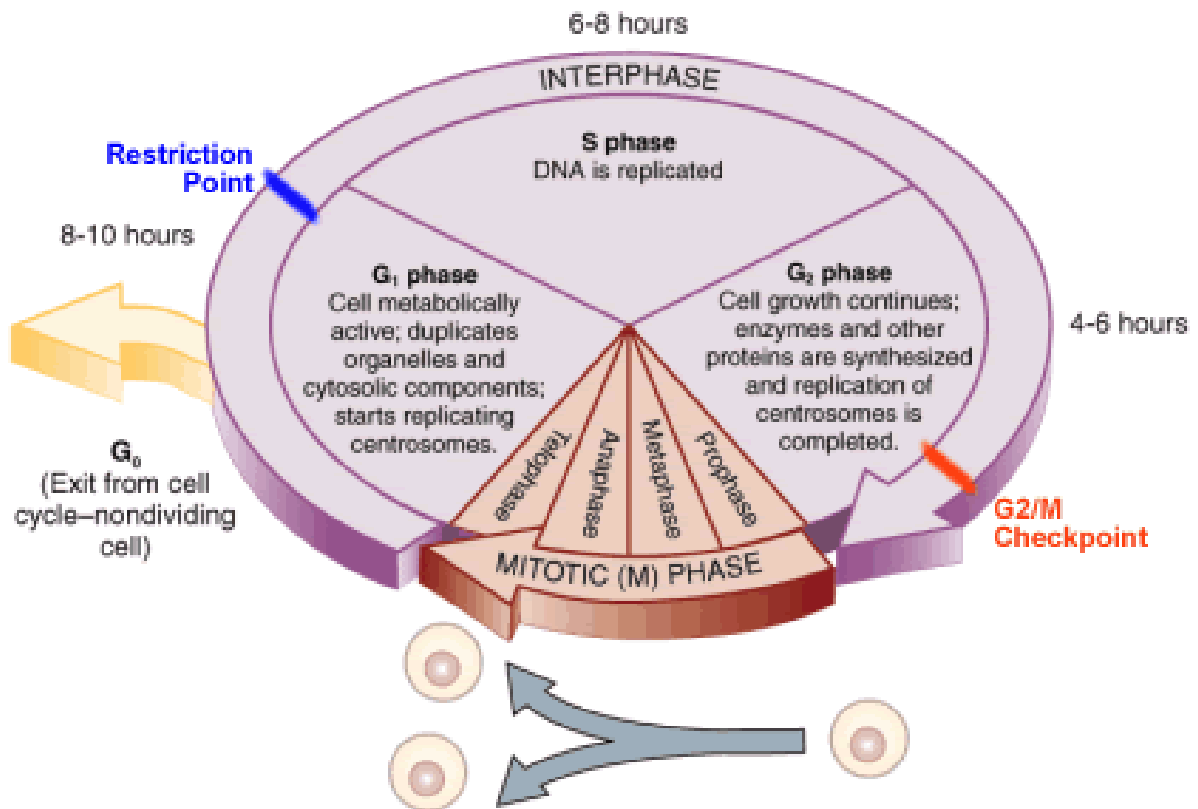 6-8 hours
INTERPHASE
S phase
DNA is replicated
Restriction
Point
8-10 hours
G₁ phase
Cell metabolically
active; duplicates
organelles and
cytosolic components;
starts replicating
centrosomes.
G₂ phase
Cell growth continues;
enzymes and other
proteins are synthesized
and replication of
centrosomes is
completed.
4-6 hours
Telophase
Anaphase
Metaphase
Prophase
G₀
(Exit from cell
cycle–nondividing
cell)
G2/M
Checkpoint
MITOTIC (M) PHASE